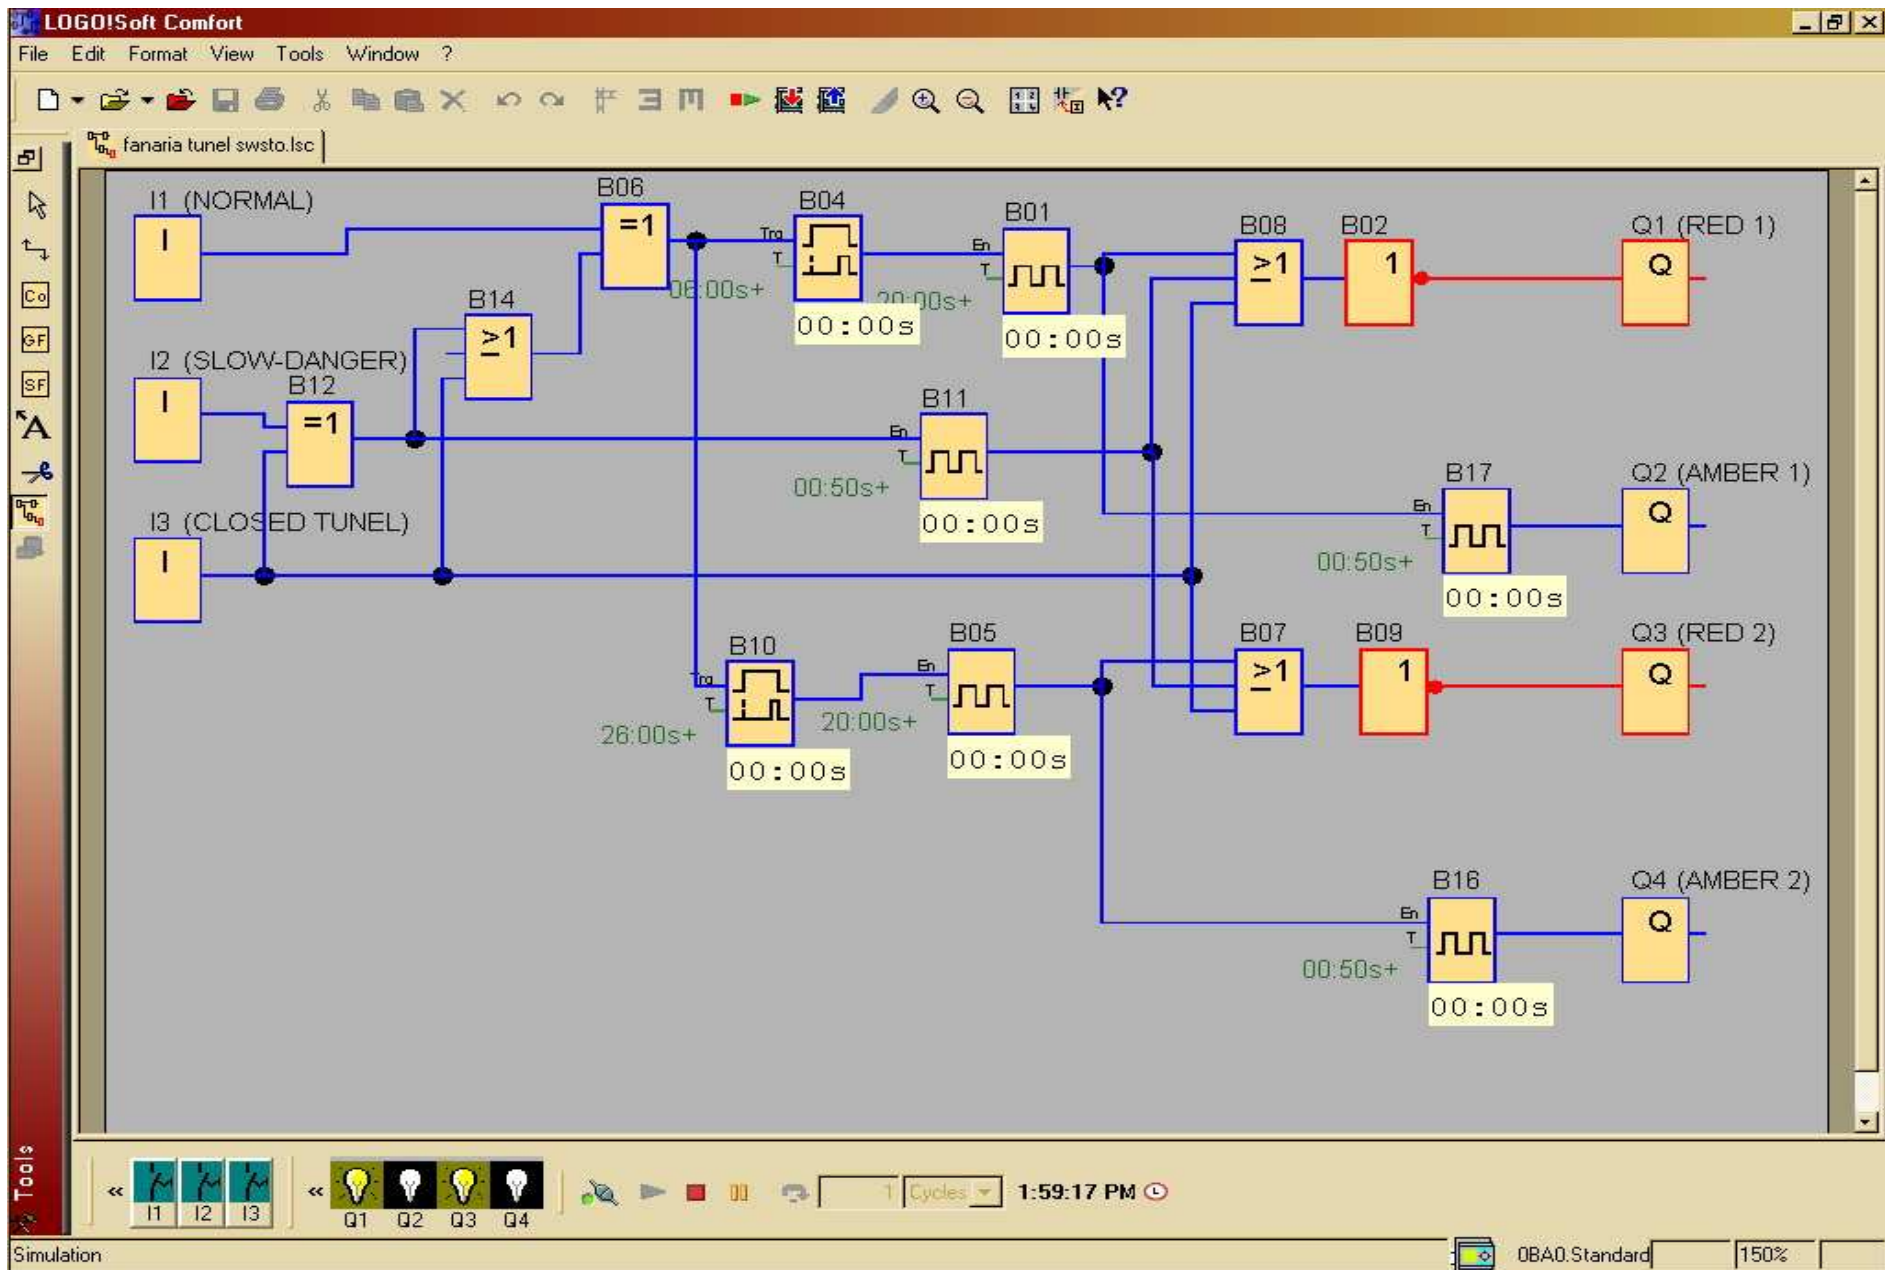 LOGO!Soft Comfort
File Edit Format View Tools Window ?
fanaria tunel swsto.lsc
I1 (NORMAL)
I
B06
=1
B04
Trg
T
06:00s+
00:00s
B01
En
T
20:00s+
00:00s
B08
≥1
B02
1
Q1 (RED 1)
Q
B14
≥1
I2 (SLOW-DANGER)
I
B12
=1
B11
En
T
00:50s+
00:00s
B17
En
T
00:50s+
00:00s
Q2 (AMBER 1)
Q
I3 (CLOSED TUNEL)
I
B10
Trg
T
26:00s+
00:00s
B05
En
T
20:00s+
00:00s
B07
≥1
B09
1
Q3 (RED 2)
Q
B16
En
T
00:50s+
00:00s
Q4 (AMBER 2)
Q
Co
GF
SF
A
Tools
« I1 I2 I3 « Q1 Q2 Q3 Q4 1 Cycles 1:59:17 PM
Simulation 0BA0.Standard 150%